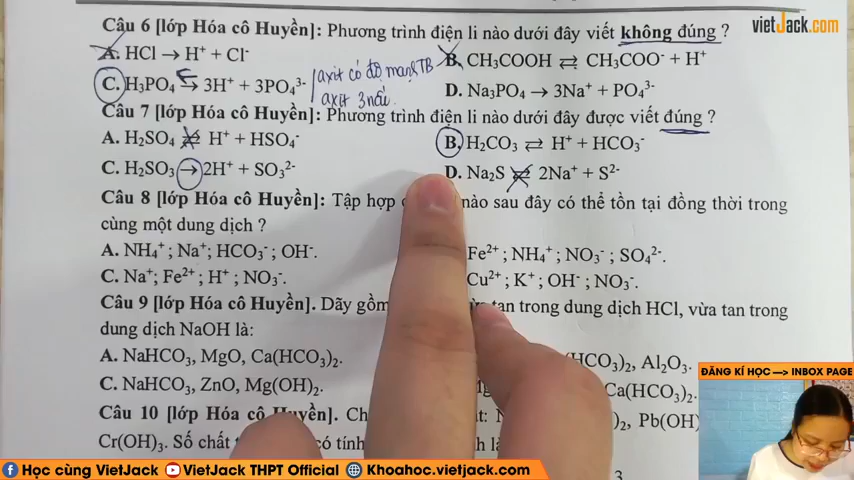 Câu 6 [lớp Hóa cô Huyền]: Phương trình điện li nào dưới đây viết không đúng ?
vietJack.com
A. HCl → H⁺ + Cl⁻
B. CH₃COOH ⇄ CH₃COO⁻ + H⁺
C. H₃PO₄ → 3H⁺ + 3PO₄³⁻
axit có độ mạnh TB
axit 3 nấc
D. Na₃PO₄ → 3Na⁺ + PO₄³⁻
Câu 7 [lớp Hóa cô Huyền]: Phương trình điện li nào dưới đây được viết đúng ?
A. H₂SO₄ ⇄ H⁺ + HSO₄⁻
B. H₂CO₃ ⇄ H⁺ + HCO₃⁻
C. H₂SO₃ → 2H⁺ + SO₃²⁻
D. Na₂S ⇄ 2Na⁺ + S²⁻
Câu 8 [lớp Hóa cô Huyền]: Tập hợp nào sau đây có thể tồn tại đồng thời trong
cùng một dung dịch ?
A. NH₄⁺ ; Na⁺; HCO₃⁻ ; OH⁻.
Fe²⁺ ; NH₄⁺ ; NO₃⁻ ; SO₄²⁻.
C. Na⁺; Fe²⁺ ; H⁺ ; NO₃⁻.
Cu²⁺ ; K⁺ ; OH⁻ ; NO₃⁻.
Câu 9 [lớp Hóa cô Huyền]. Dãy gồm tan trong dung dịch HCl, vừa tan trong
dung dịch NaOH là:
A. NaHCO₃, MgO, Ca(HCO₃)₂.
(HCO₃)₂, Al₂O₃.
C. NaHCO₃, ZnO, Mg(OH)₂.
Ca(HCO₃)₂.
Câu 10 [lớp Hóa cô Huyền]. Pb(OH)
Cr(OH)₃. Số chất có tính là
3
ĐĂNG KÍ HỌC —> INBOX PAGE
Học cùng VietJack VietJack THPT Official Khoahoc.vietjack.com